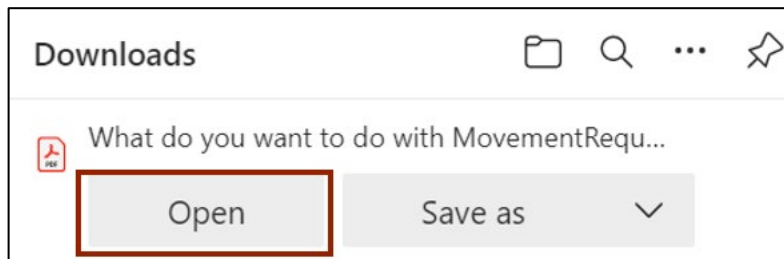 Downloads
What do you want to do with MovementRequ...
PDF
Open Save as